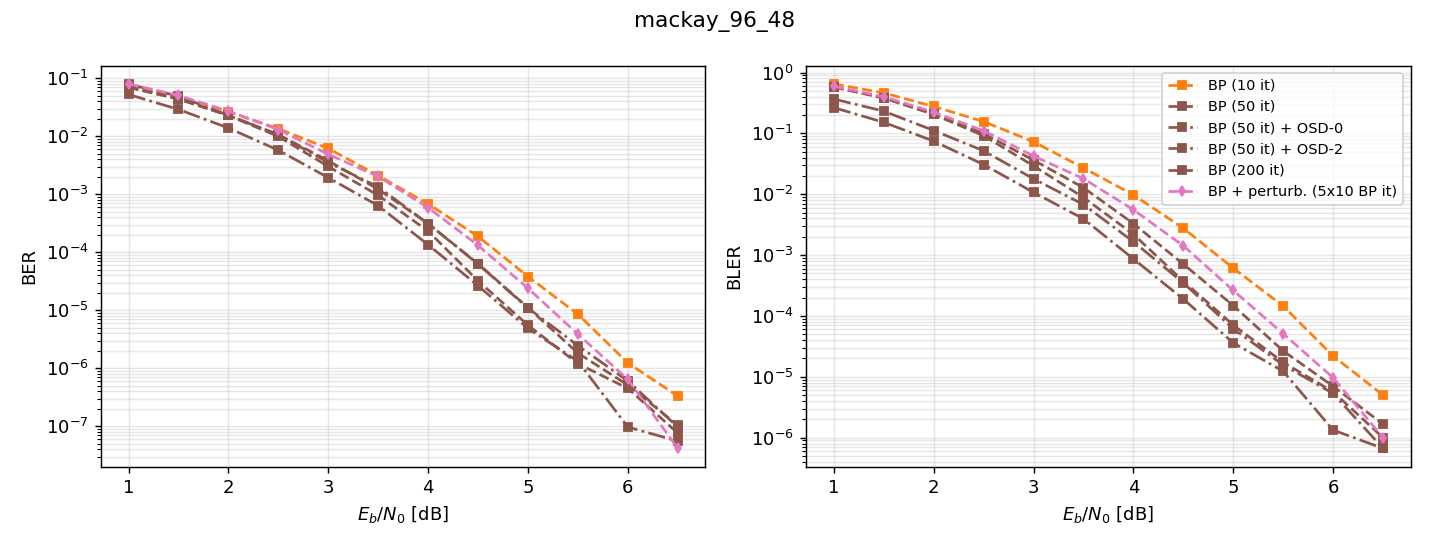 mackay_96_48
BER
10⁻¹
10⁻²
10⁻³
10⁻⁴
10⁻⁵
10⁻⁶
10⁻⁷
1 2 3 4 5 6
E_b/N_0 [dB]
BLER
10⁰
10⁻¹
10⁻²
10⁻³
10⁻⁴
10⁻⁵
10⁻⁶
1 2 3 4 5 6
E_b/N_0 [dB]
BP (10 it)
BP (50 it)
BP (50 it) + OSD-0
BP (50 it) + OSD-2
BP (200 it)
BP + perturb. (5x10 BP it)